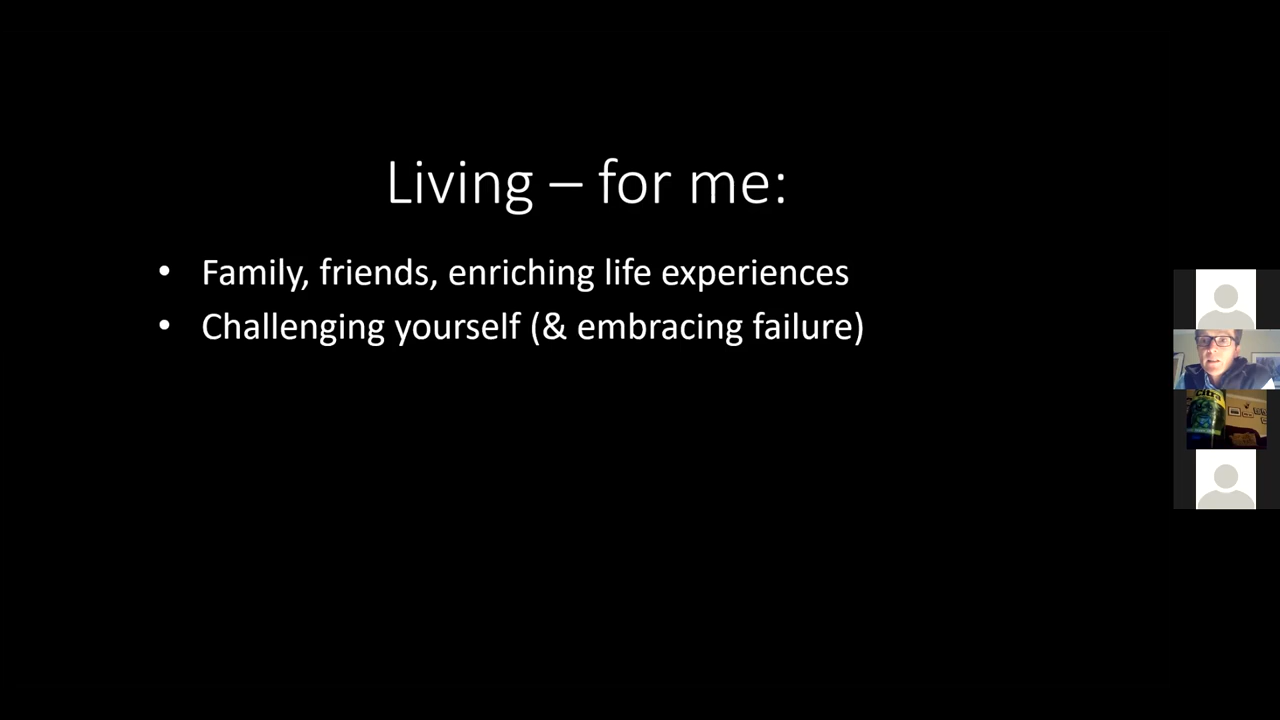 Living – for me:
• Family, friends, enriching life experiences
• Challenging yourself (& embracing failure)